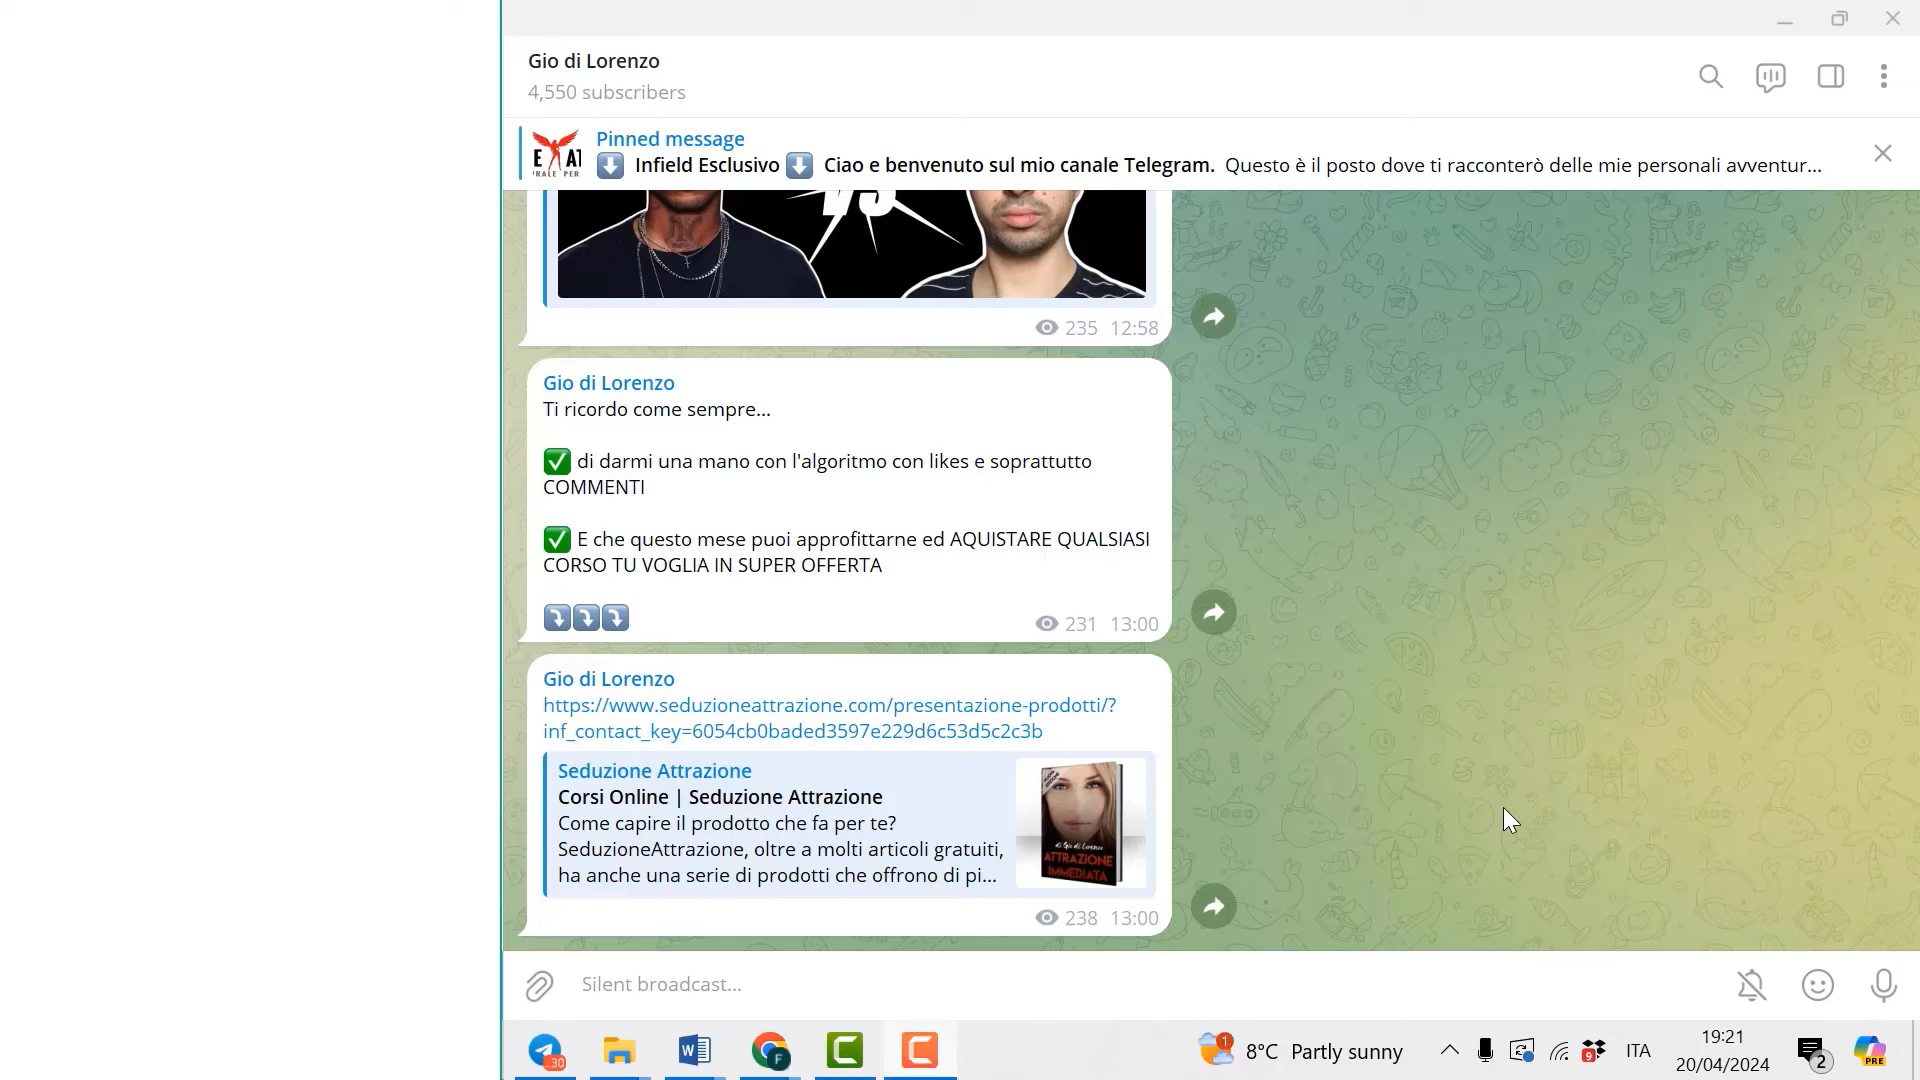 Gio di Lorenzo
4,550 subscribers
Pinned message
⬇️ Infield Esclusivo ⬇️ Ciao e benvenuto sul mio canale Telegram. Questo è il posto dove ti racconterò delle mie personali avventur...
VS
235 12:58
Gio di Lorenzo
Ti ricordo come sempre...
✅ di darmi una mano con l'algoritmo con likes e soprattutto
COMMENTI
✅ E che questo mese puoi approfittarne ed AQUISTARE QUALSIASI
CORSO TU VOGLIA IN SUPER OFFERTA
⤵️⤵️⤵️
231 13:00
Gio di Lorenzo
https://www.seduzioneattrazione.com/presentazione-prodotti/?
inf_contact_key=6054cb0baded3597e229d6c53d5c2c3b
Seduzione Attrazione
Corsi Online | Seduzione Attrazione
Come capire il prodotto che fa per te?
SeduzioneAttrazione, oltre a molti articoli gratuiti,
ha anche una serie di prodotti che offrono di pi...
di Gio di Lorenzo
ATTRAZIONE
IMMEDIATA
238 13:00
Silent broadcast...
8°C Partly sunny
ITA
19:21
20/04/2024